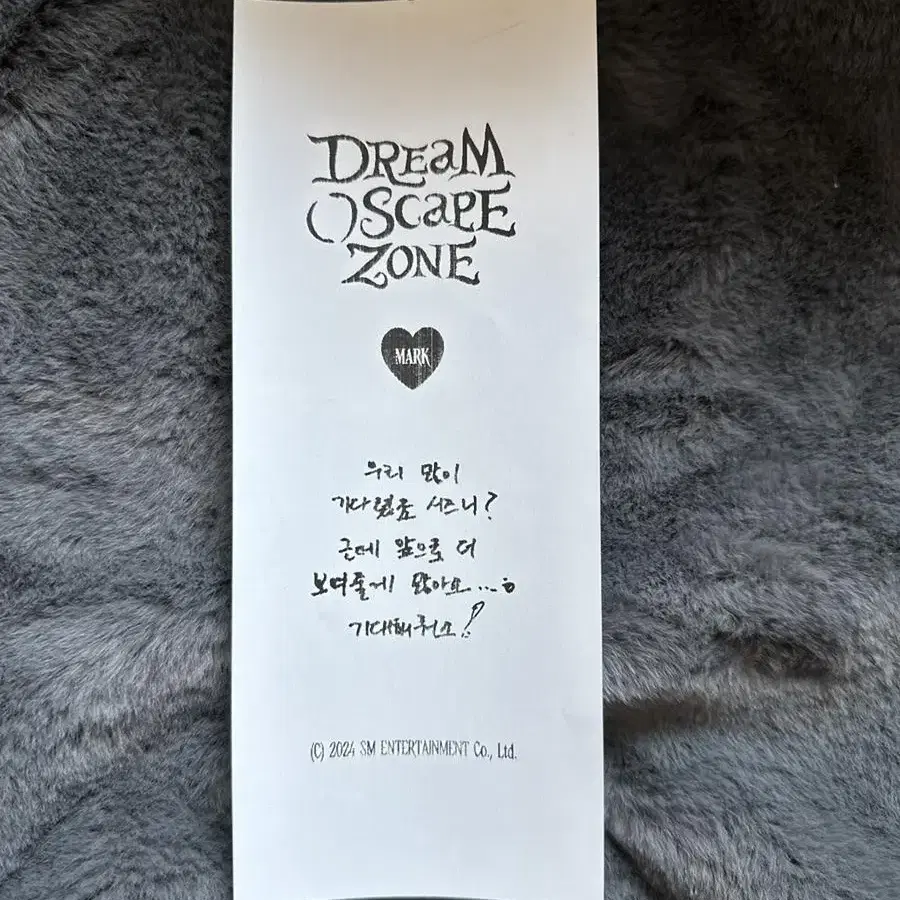 DREAM
()SCAPE
ZONE
MARK
우리 많이
기다렸죠 시즈니?
근데 앞으로 더
보여줄게 많아요...
기대해줘요!
(C) 2024 SM ENTERTAINMENT Co., Ltd.